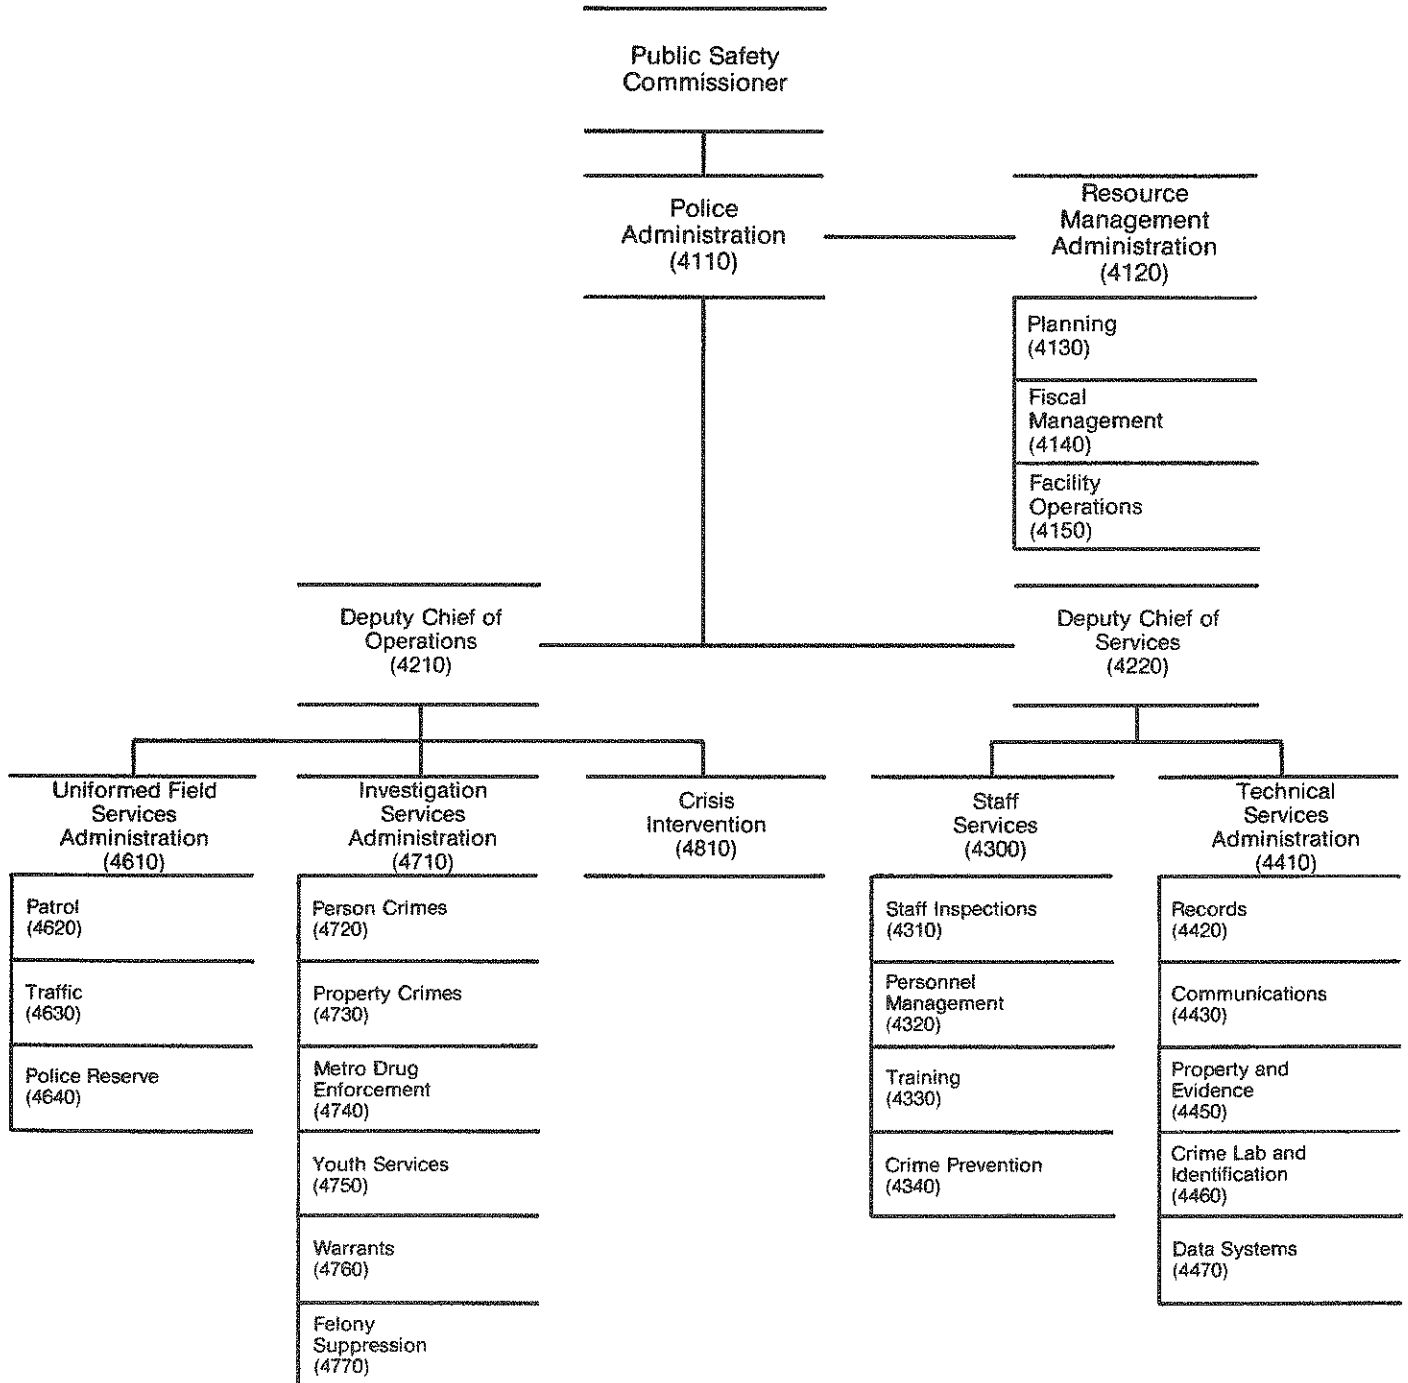 Public Safety
Commissioner
Police
Administration
(4110)
Resource
Management
Administration
(4120)
Planning
(4130)
Fiscal
Management
(4140)
Facility
Operations
(4150)
Deputy Chief of
Operations
(4210)
Deputy Chief of
Services
(4220)
Uniformed Field
Services
Administration
(4610)
Patrol
(4620)
Traffic
(4630)
Police Reserve
(4640)
Investigation
Services
Administration
(4710)
Person Crimes
(4720)
Property Crimes
(4730)
Metro Drug
Enforcement
(4740)
Youth Services
(4750)
Warrants
(4760)
Felony
Suppression
(4770)
Crisis
Intervention
(4810)
Staff
Services
(4300)
Staff Inspections
(4310)
Personnel
Management
(4320)
Training
(4330)
Crime Prevention
(4340)
Technical
Services
Administration
(4410)
Records
(4420)
Communications
(4430)
Property and
Evidence
(4450)
Crime Lab and
Identification
(4460)
Data Systems
(4470)